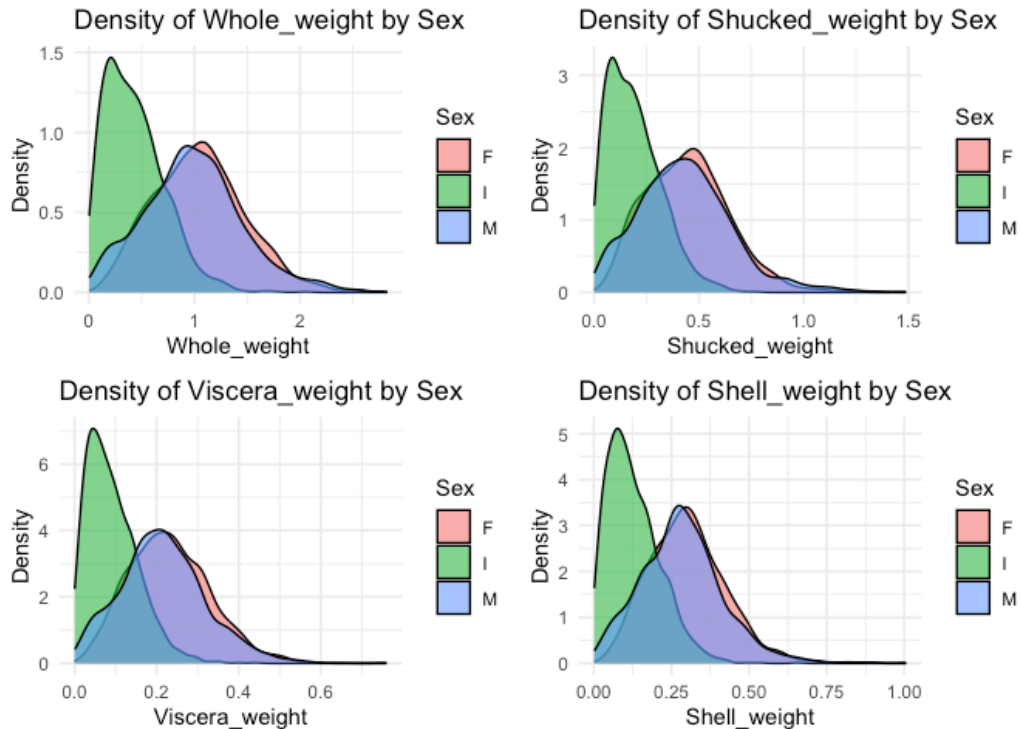 Density of Whole_weight by Sex
1.5
1.0
0.5
0.0
Density
0
1
2
Whole_weight
Sex
F
I
M
Density of Shucked_weight by Sex
3
2
1
0
Density
0.0
0.5
1.0
1.5
Shucked_weight
Sex
F
I
M
Density of Viscera_weight by Sex
6
4
2
0
Density
0.0
0.2
0.4
0.6
Viscera_weight
Sex
F
I
M
Density of Shell_weight by Sex
5
4
3
2
1
0
Density
0.00
0.25
0.50
0.75
1.00
Shell_weight
Sex
F
I
M